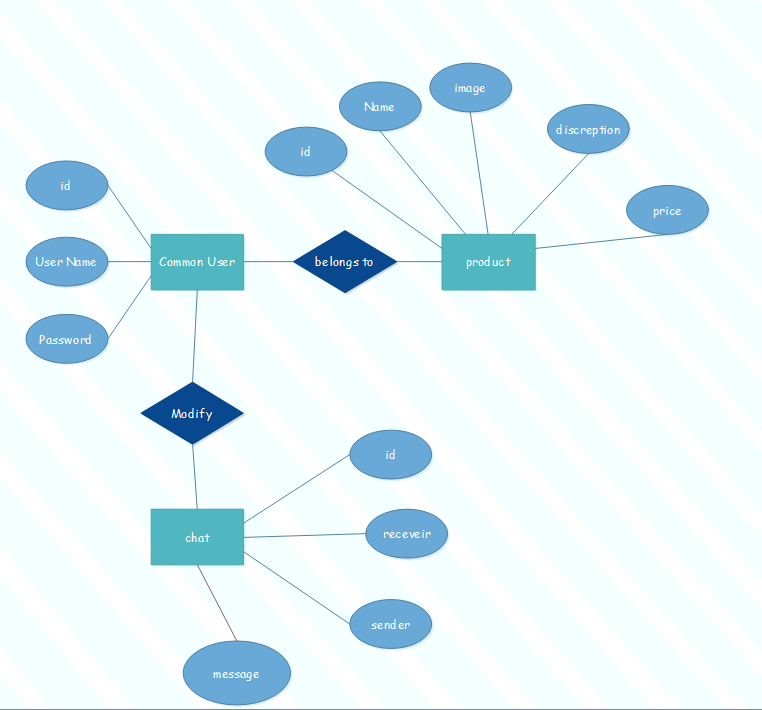 image
Name
discreption
id
id
price
User Name
Common User
belongs to
product
Password
Modify
id
receveir
chat
sender
message